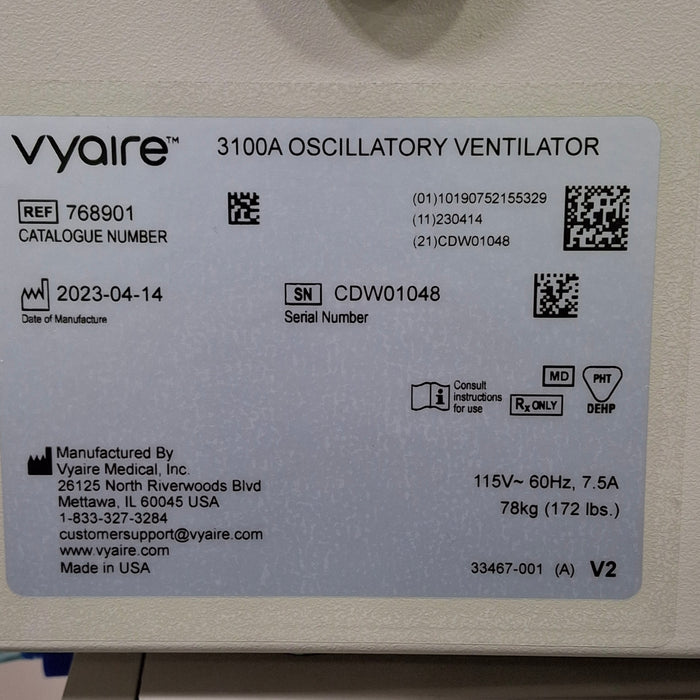 vyaire™ 3100A OSCILLATORY VENTILATOR
REF 768901
CATALOGUE NUMBER
(01)10190752155329
(11)230414
(21)CDW01048
2023-04-14
Date of Manufacture
SN CDW01048
Serial Number
Consult
instructions
for use
MD
Rx ONLY
PHT
DEHP
Manufactured By
Vyaire Medical, Inc.
26125 North Riverwoods Blvd
Mettawa, IL 60045 USA
1-833-327-3284
customersupport@vyaire.com
www.vyaire.com
Made in USA
115V~ 60Hz, 7.5A
78kg (172 lbs.)
33467-001 (A) V2